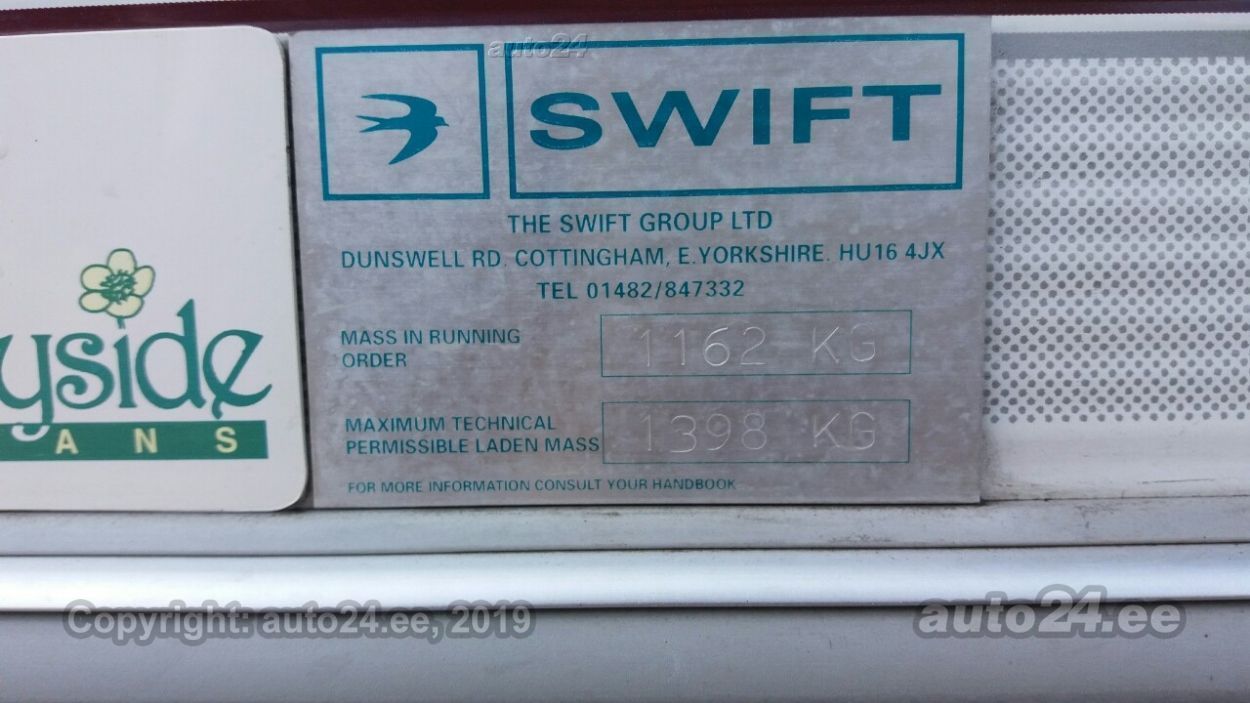 auto24
SWIFT
THE SWIFT GROUP LTD
DUNSWELL RD. COTTINGHAM, E.YORKSHIRE. HU16 4JX
TEL 01482/847332
MASS IN RUNNING
ORDER
1162 KG
MAXIMUM TECHNICAL
PERMISSIBLE LADEN MASS
1398 KG
FOR MORE INFORMATION CONSULT YOUR HANDBOOK
yside
ANS
Copyright: auto24.ee, 2019
auto24.ee